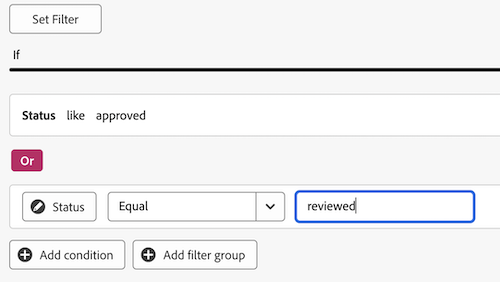 Set Filter
If
Status like approved
Or
Status Equal reviewed
Add condition Add filter group